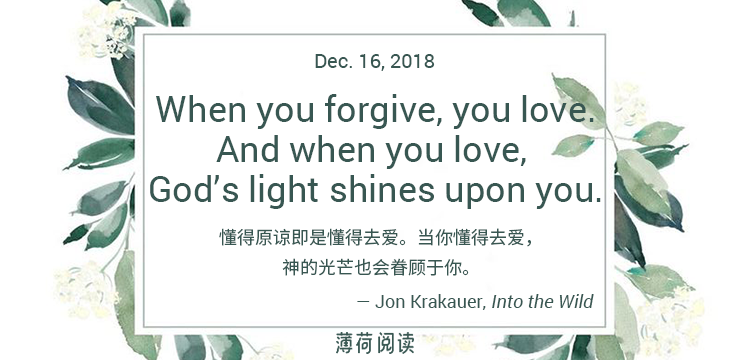 Dec. 16, 2018
When you forgive, you love.
And when you love,
God's light shines upon you.
懂得原谅即是懂得去爱。当你懂得去爱，
神的光芒也会眷顾于你。
— Jon Krakauer, Into the Wild
薄荷阅读